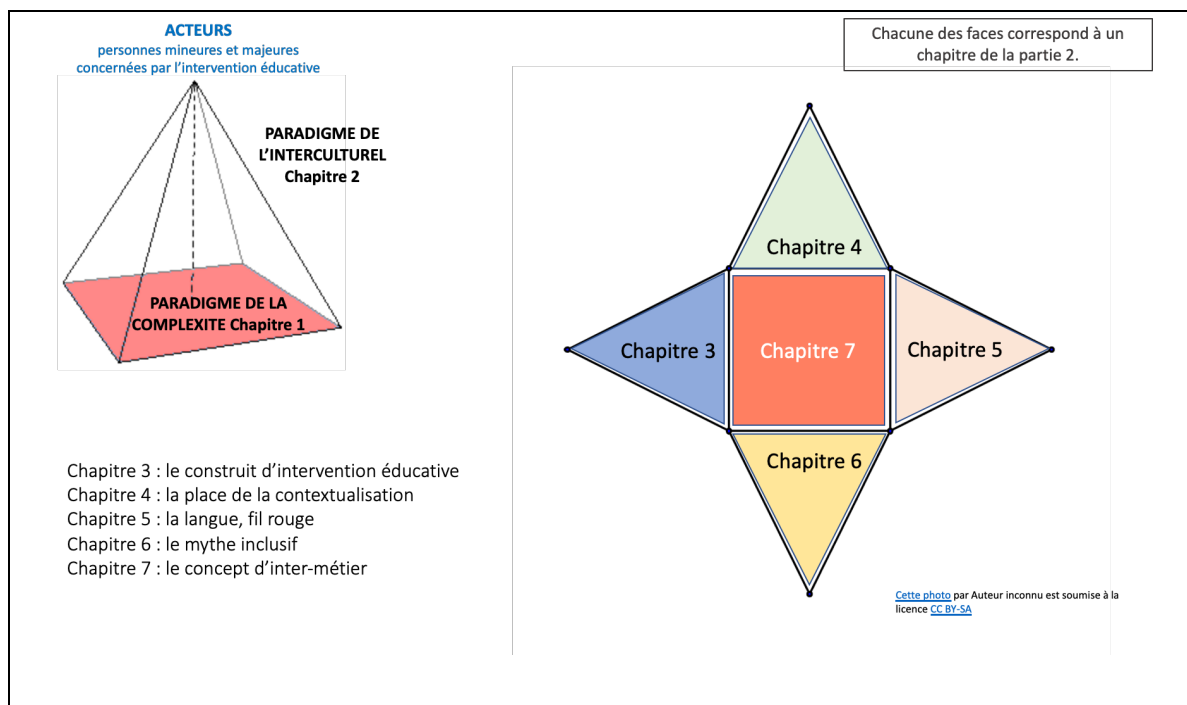 ACTEURS
personnes mineures et majeures
concernées par l'intervention éducative
Chacune des faces correspond à un
chapitre de la partie 2.
PARADIGME DE
L'INTERCULTUREL
Chapitre 2
PARADIGME DE LA
COMPLEXITE Chapitre 1
Chapitre 4
Chapitre 3
Chapitre 7
Chapitre 5
Chapitre 6
Chapitre 3 : le construit d'intervention éducative
Chapitre 4 : la place de la contextualisation
Chapitre 5 : la langue, fil rouge
Chapitre 6 : le mythe inclusif
Chapitre 7 : le concept d'inter-métier
Cette photo par Auteur inconnu est soumise à la
licence CC BY-SA